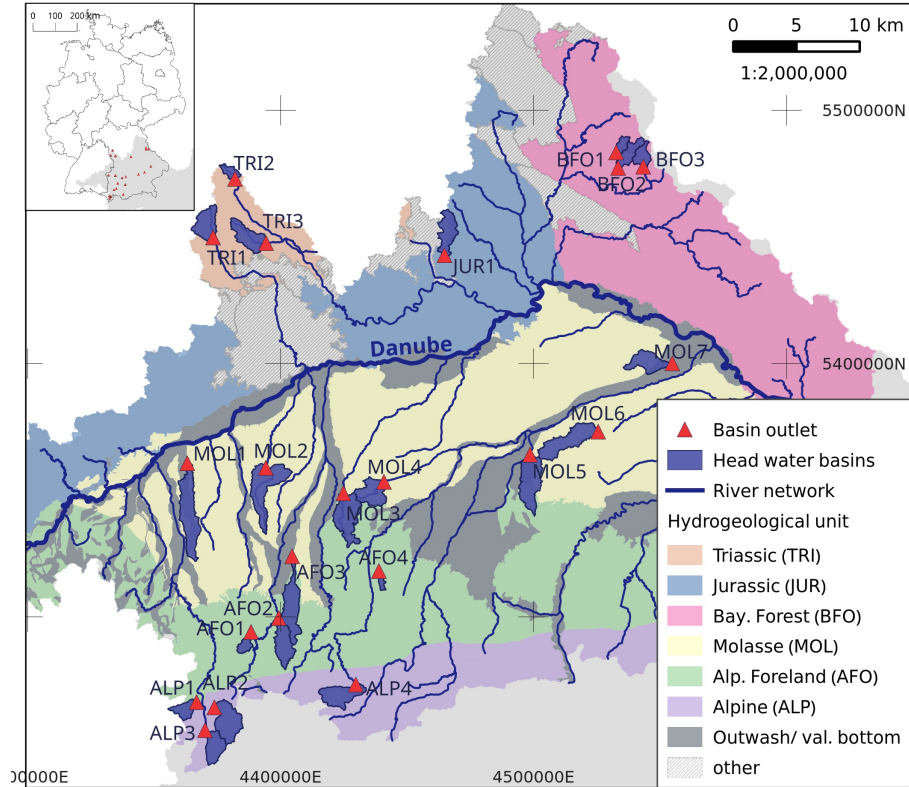 0 100 200 km
0 5 10 km
1:2,000,000
5500000N
BFO1
BFO3
BFO2
TRI2
TRI3
TRI1
JUR1
Danube
MOL7
5400000N
MOL6
MOL1
MOL2
MOL4
MOL5
MOL3
AFO4
AFO3
AFO2
AFO1
ALP1
ALP2
ALP4
ALP3
00000E
4400000E
4500000E
Basin outlet
Head water basins
River network
Hydrogeological unit
Triassic (TRI)
Jurassic (JUR)
Bay. Forest (BFO)
Molasse (MOL)
Alp. Foreland (AFO)
Alpine (ALP)
Outwash/ val. bottom
other